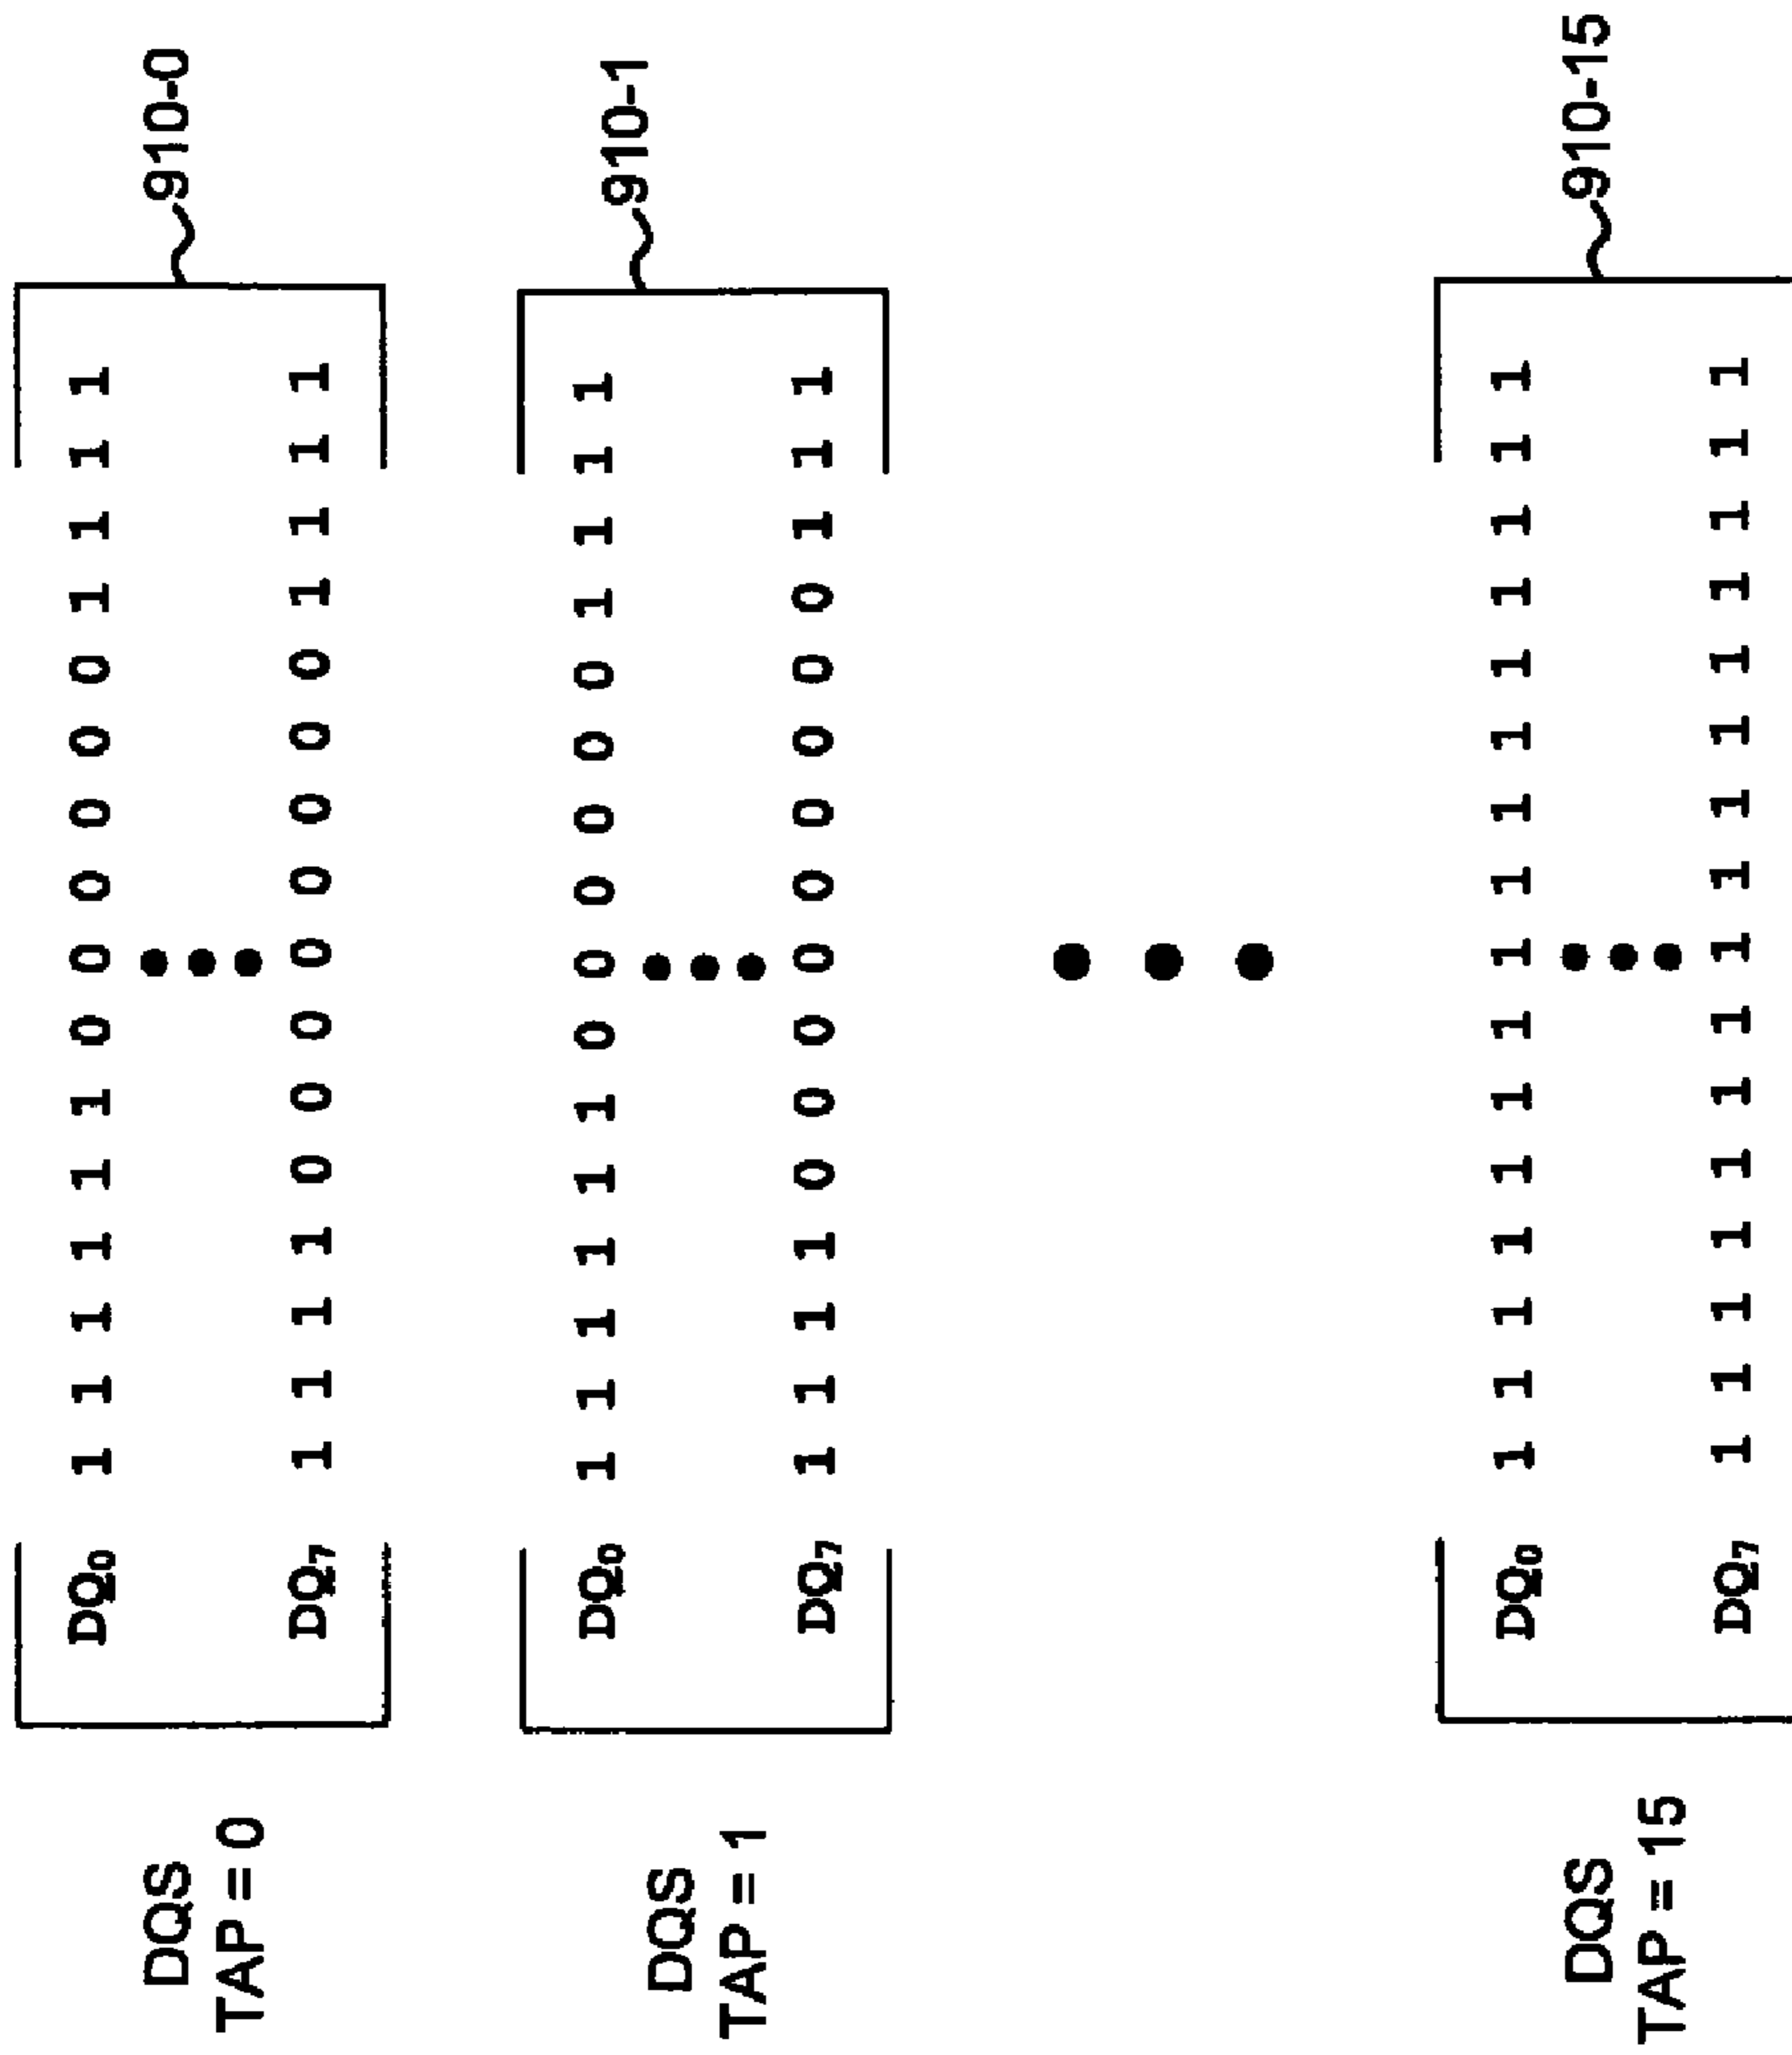 910-0
DQS
TAP = 0
DQ0 1 1 1 1 1 1 0 0 0 0 0 0 1 1 1 1
DQ7 1 1 1 1 0 0 0 0 0 0 0 0 1 1 1 1
910-1
DQS
TAP = 1
DQ0 1 1 1 1 1 1 0 0 0 0 0 0 1 1 1 1
DQ7 1 1 1 1 0 0 0 0 0 0 0 0 0 1 1 1
910-15
DQS
TAP = 15
DQ0 1 1 1 1 1 1 1 1 1 1 1 1 1 1 1 1
DQ7 1 1 1 1 1 1 1 1 1 1 1 1 1 1 1 1